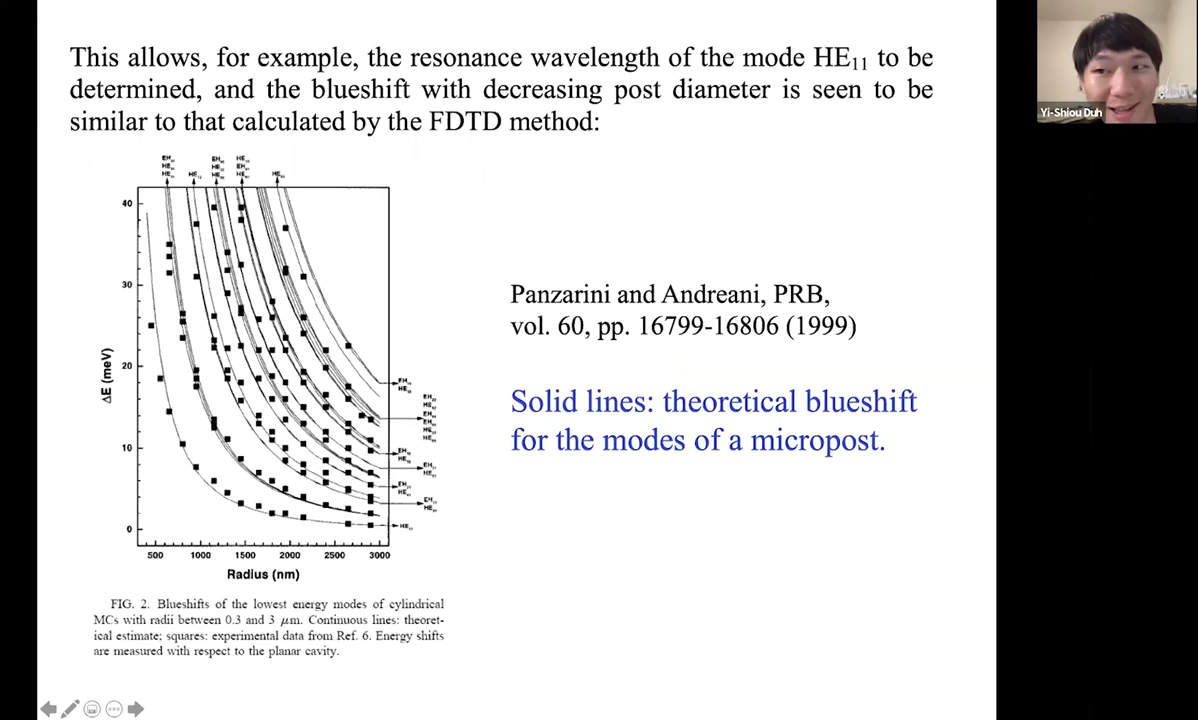 This allows, for example, the resonance wavelength of the mode HE₁₁ to be
determined, and the blueshift with decreasing post diameter is seen to be
similar to that calculated by the FDTD method:
Yi-Shiou Duh
40
30
20
10
0
ΔE (meV)
500 1000 1500 2000 2500 3000
Radius (nm)
Panzarini and Andreani, PRB,
vol. 60, pp. 16799-16806 (1999)
Solid lines: theoretical blueshift
for the modes of a micropost.
FIG. 2. Blueshifts of the lowest energy modes of cylindrical
MCs with radii between 0.3 and 3 μm. Continuous lines: theoret-
ical estimate; squares: experimental data from Ref. 6. Energy shifts
are measured with respect to the planar cavity.